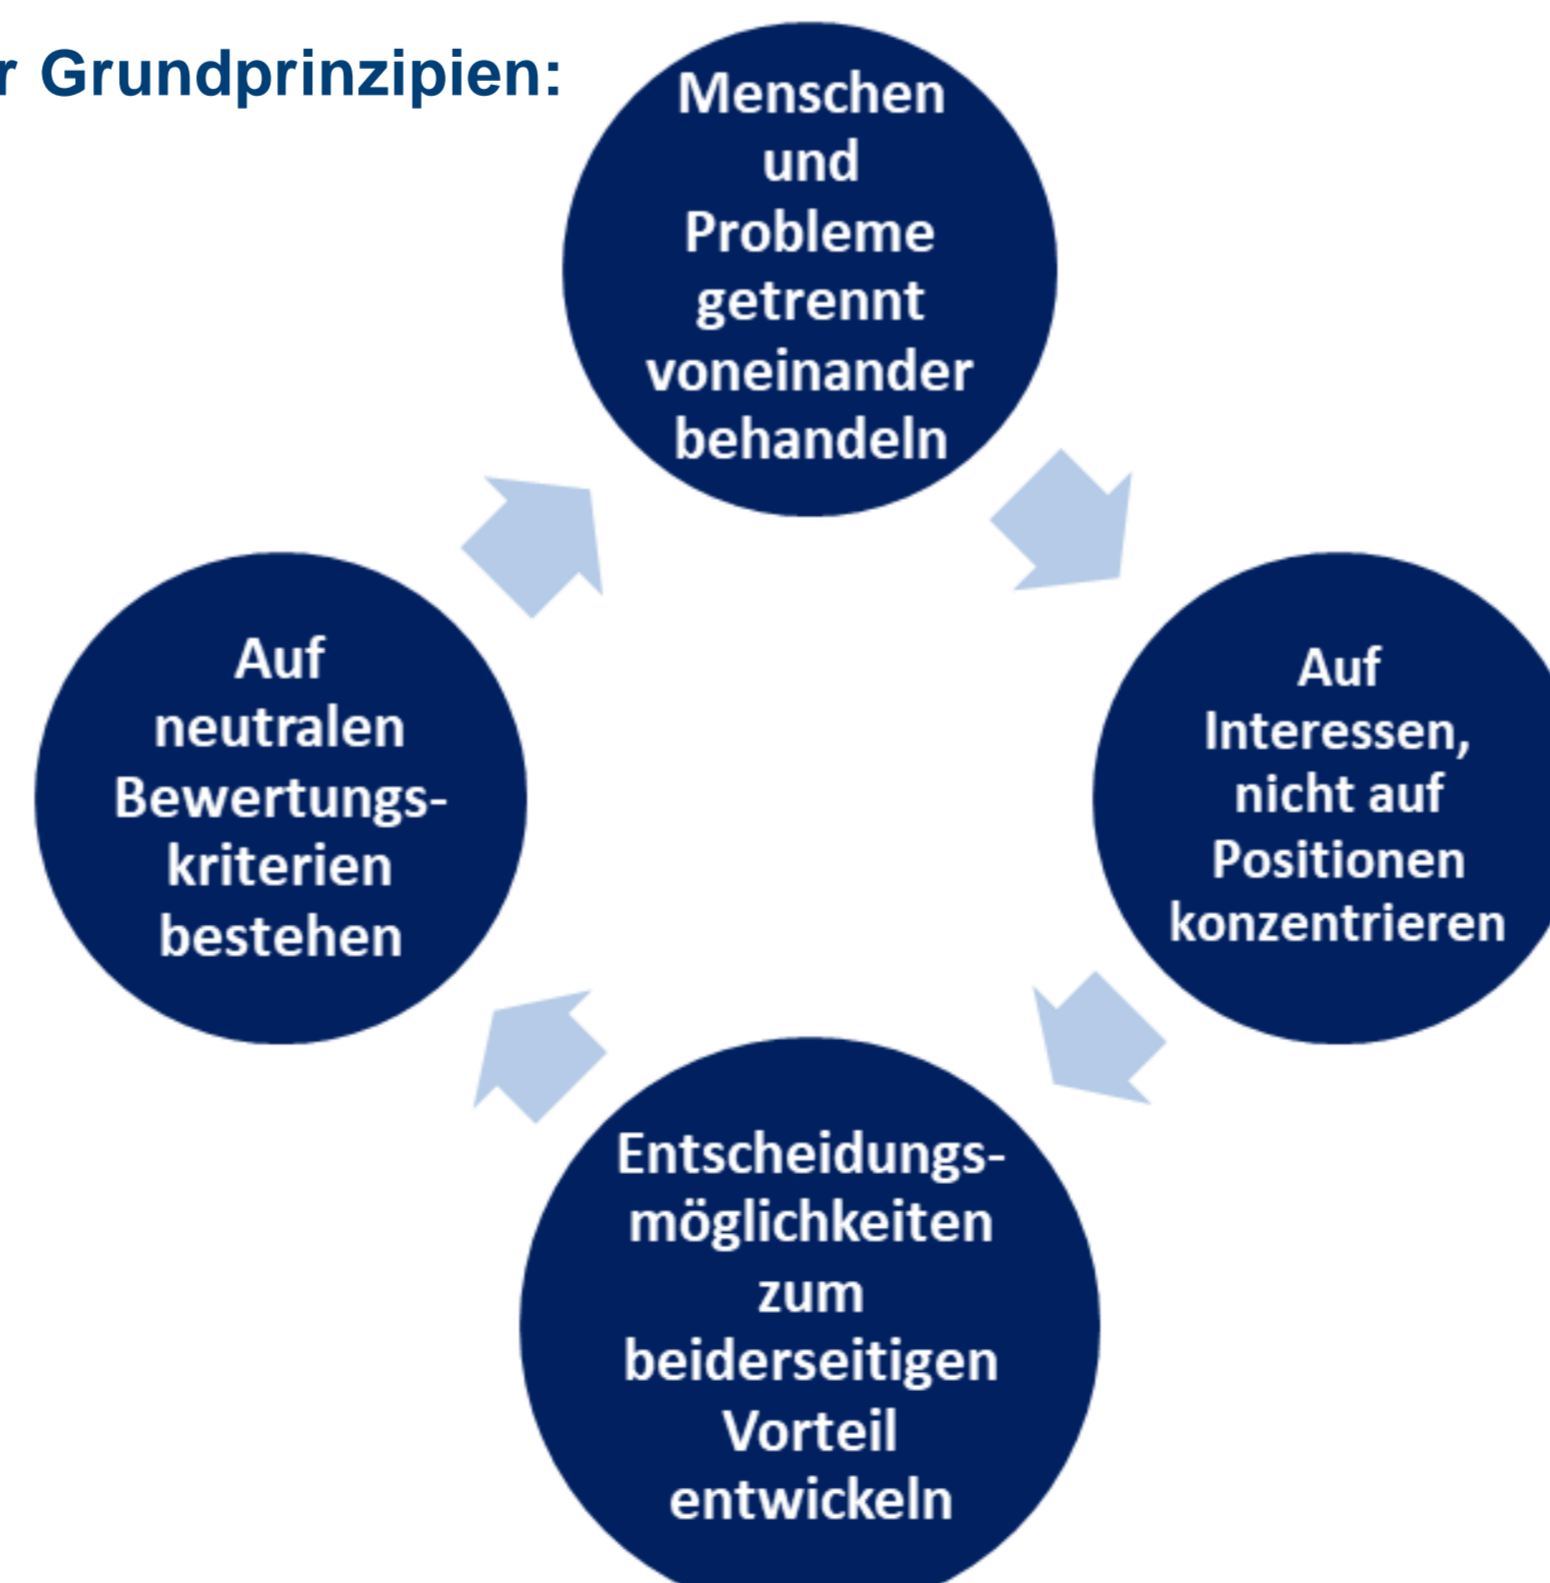 r Grundprinzipien:
Menschen
und
Probleme
getrennt
voneinander
behandeln
Auf
Interessen,
nicht auf
Positionen
konzentrieren
Entscheidungs-
möglichkeiten
zum
beiderseitigen
Vorteil
entwickeln
Auf
neutralen
Bewertungs-
kriterien
bestehen